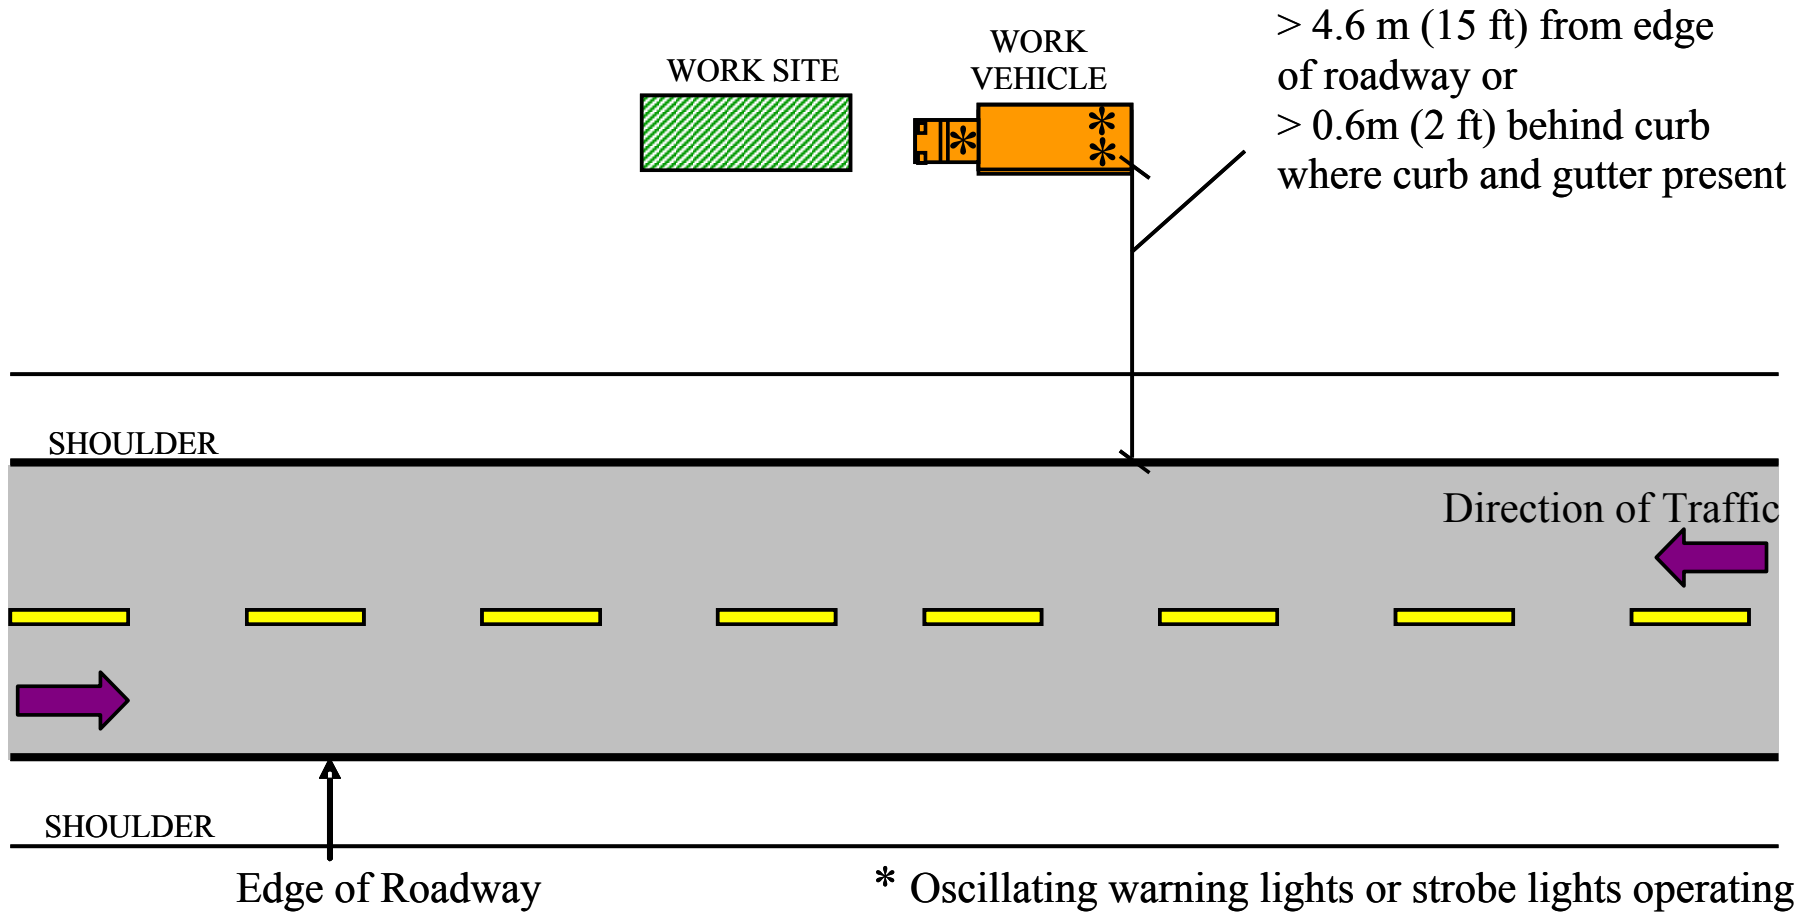 WORK SITE
WORK
VEHICLE
> 4.6 m (15 ft) from edge
of roadway or
> 0.6m (2 ft) behind curb
where curb and gutter present
SHOULDER
Direction of Traffic
SHOULDER
Edge of Roadway
* Oscillating warning lights or strobe lights operating